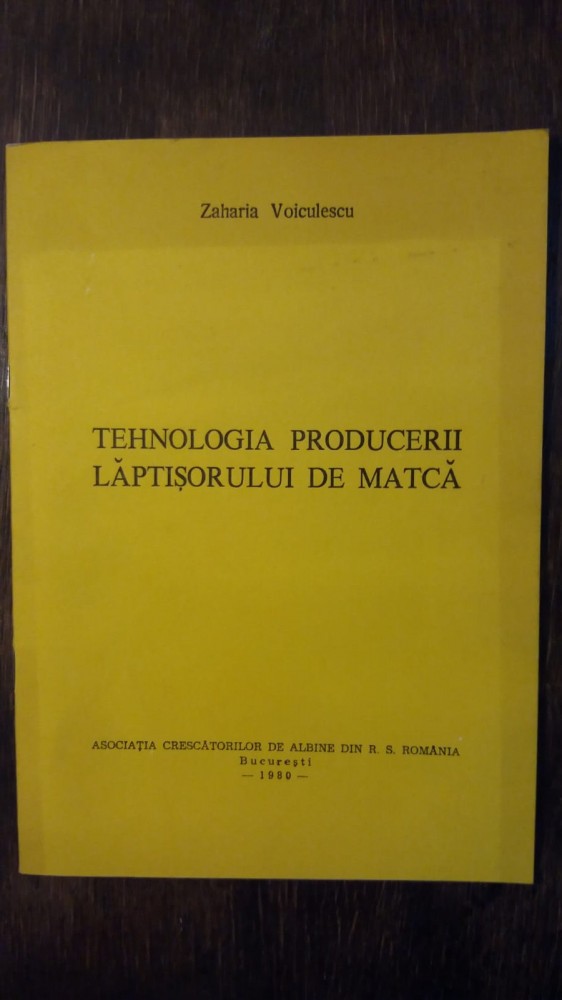 Zaharia Voiculescu
TEHNOLOGIA PRODUCERII
LĂPTIȘORULUI DE MATCĂ
ASOCIAȚIA CRESCĂTORILOR DE ALBINE DIN R. S. ROMÂNIA
București
— 1980 —